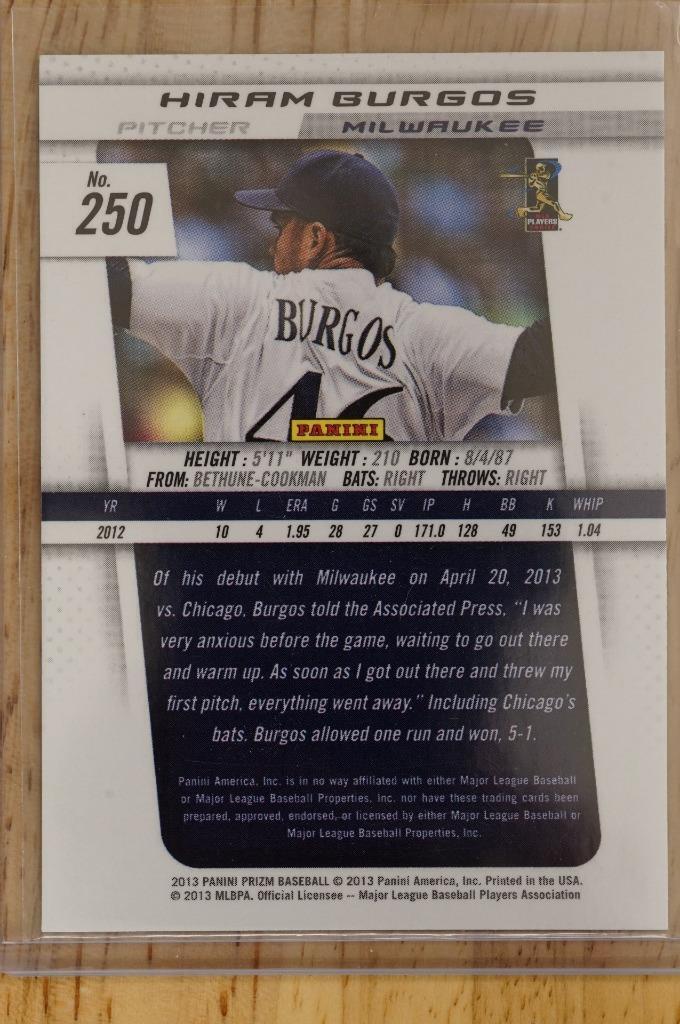 HIRAM BURGOS
PITCHER MILWAUKEE
No.
250
PLAYERS
CHOICE
BURGOS
46
PANINI
HEIGHT : 5'11" WEIGHT : 210 BORN : 8/4/87
FROM: BETHUNE-COOKMAN BATS: RIGHT THROWS: RIGHT
YR W L ERA G GS SV IP H BB K WHIP
2012 10 4 1.95 28 27 0 171.0 128 49 153 1.04
Of his debut with Milwaukee on April 20, 2013
vs. Chicago, Burgos told the Associated Press, "I was
very anxious before the game, waiting to go out there
and warm up. As soon as I got out there and threw my
first pitch, everything went away." Including Chicago's
bats. Burgos allowed one run and won, 5-1.
Panini America, Inc. is in no way affiliated with either Major League Baseball
or Major League Baseball Properties, Inc. nor have these trading cards been
prepared, approved, endorsed, or licensed by either Major League Baseball or
Major League Baseball Properties, Inc.
2013 PANINI PRIZM BASEBALL © 2013 Panini America, Inc. Printed in the USA.
© 2013 MLBPA. Official Licensee -- Major League Baseball Players Association